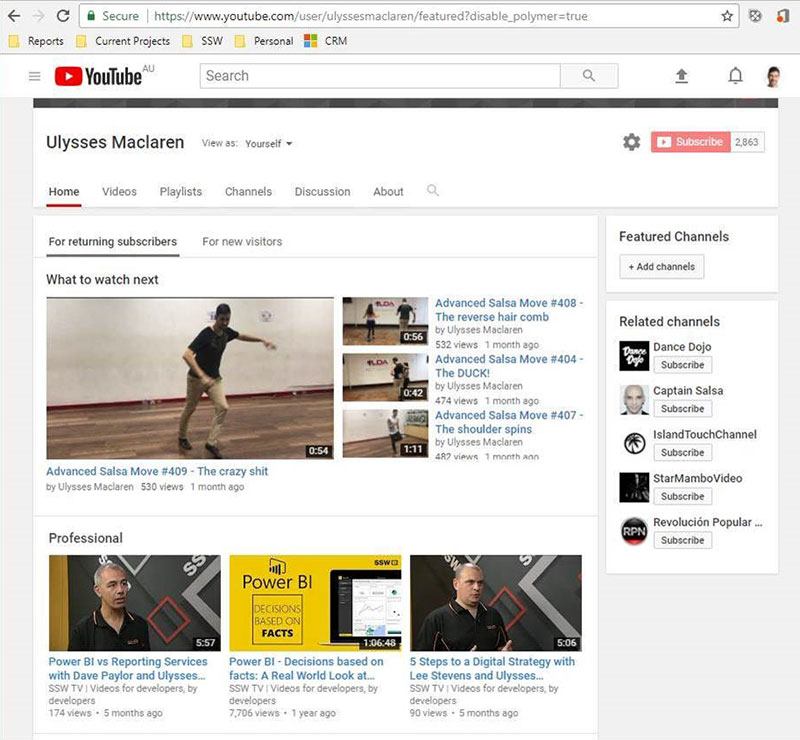 Secure | https://www.youtube.com/user/ulyssesmaclaren/featured?disable_polymer=true
Reports Current Projects SSW Personal CRM
YouTube AU Search
Ulysses Maclaren View as: Yourself Subscribe 2,863
Home Videos Playlists Channels Discussion About
For returning subscribers For new visitors
What to watch next
0:54
Advanced Salsa Move #409 - The crazy shit
by Ulysses Maclaren 530 views 1 month ago
0:56
Advanced Salsa Move #408 -
The reverse hair comb
by Ulysses Maclaren
532 views 1 month ago
0:42
Advanced Salsa Move #404 -
The DUCK!
by Ulysses Maclaren
474 views 1 month ago
1:11
Advanced Salsa Move #407 -
The shoulder spins
by Ulysses Maclaren
482 views 1 month ago
Professional
SSW
5:57
Power BI vs Reporting Services
with Dave Paylor and Ulysses...
SSW TV | Videos for developers, by
developers
174 views • 5 months ago
SSW
Power BI
DECISIONS
BASED ON
FACTS
1:06:48
Power BI - Decisions based on
facts: A Real World Look at...
SSW TV | Videos for developers, by
developers
7,706 views • 1 year ago
5:06
5 Steps to a Digital Strategy with
Lee Stevens and Ulysses...
SSW TV | Videos for developers, by
developers
90 views • 5 months ago
Featured Channels
+ Add channels
Related channels
Dance Dojo
Dance Dojo
Subscribe
Captain Salsa
Subscribe
IslandTouchChannel
Subscribe
StarMamboVideo
Subscribe
RPN
Revolución Popular ...
Subscribe